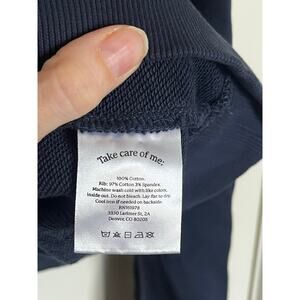 Take care of me:
100% Cotton.
Rib: 97% Cotton 3% Spandex.
Machine wash cold with like colors,
inside out. Do not bleach. Lay flat to dry.
Cool iron if needed on backside.
RN161978
3350 Larimer St, 2A
Denver, CO 80205